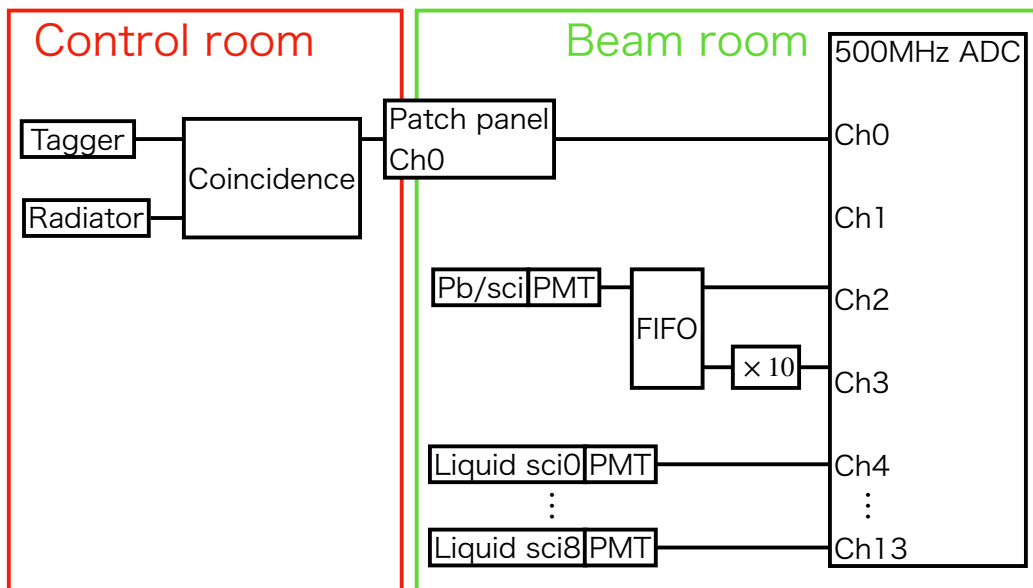 Control room
Beam room
500MHz ADC
Tagger
Radiator
Coincidence
Patch panel
Ch0
Ch0
Ch1
Pb/sci PMT
FIFO
× 10
Ch2
Ch3
Liquid sci0 PMT
Ch4
⋮
⋮
Liquid sci8 PMT
Ch13